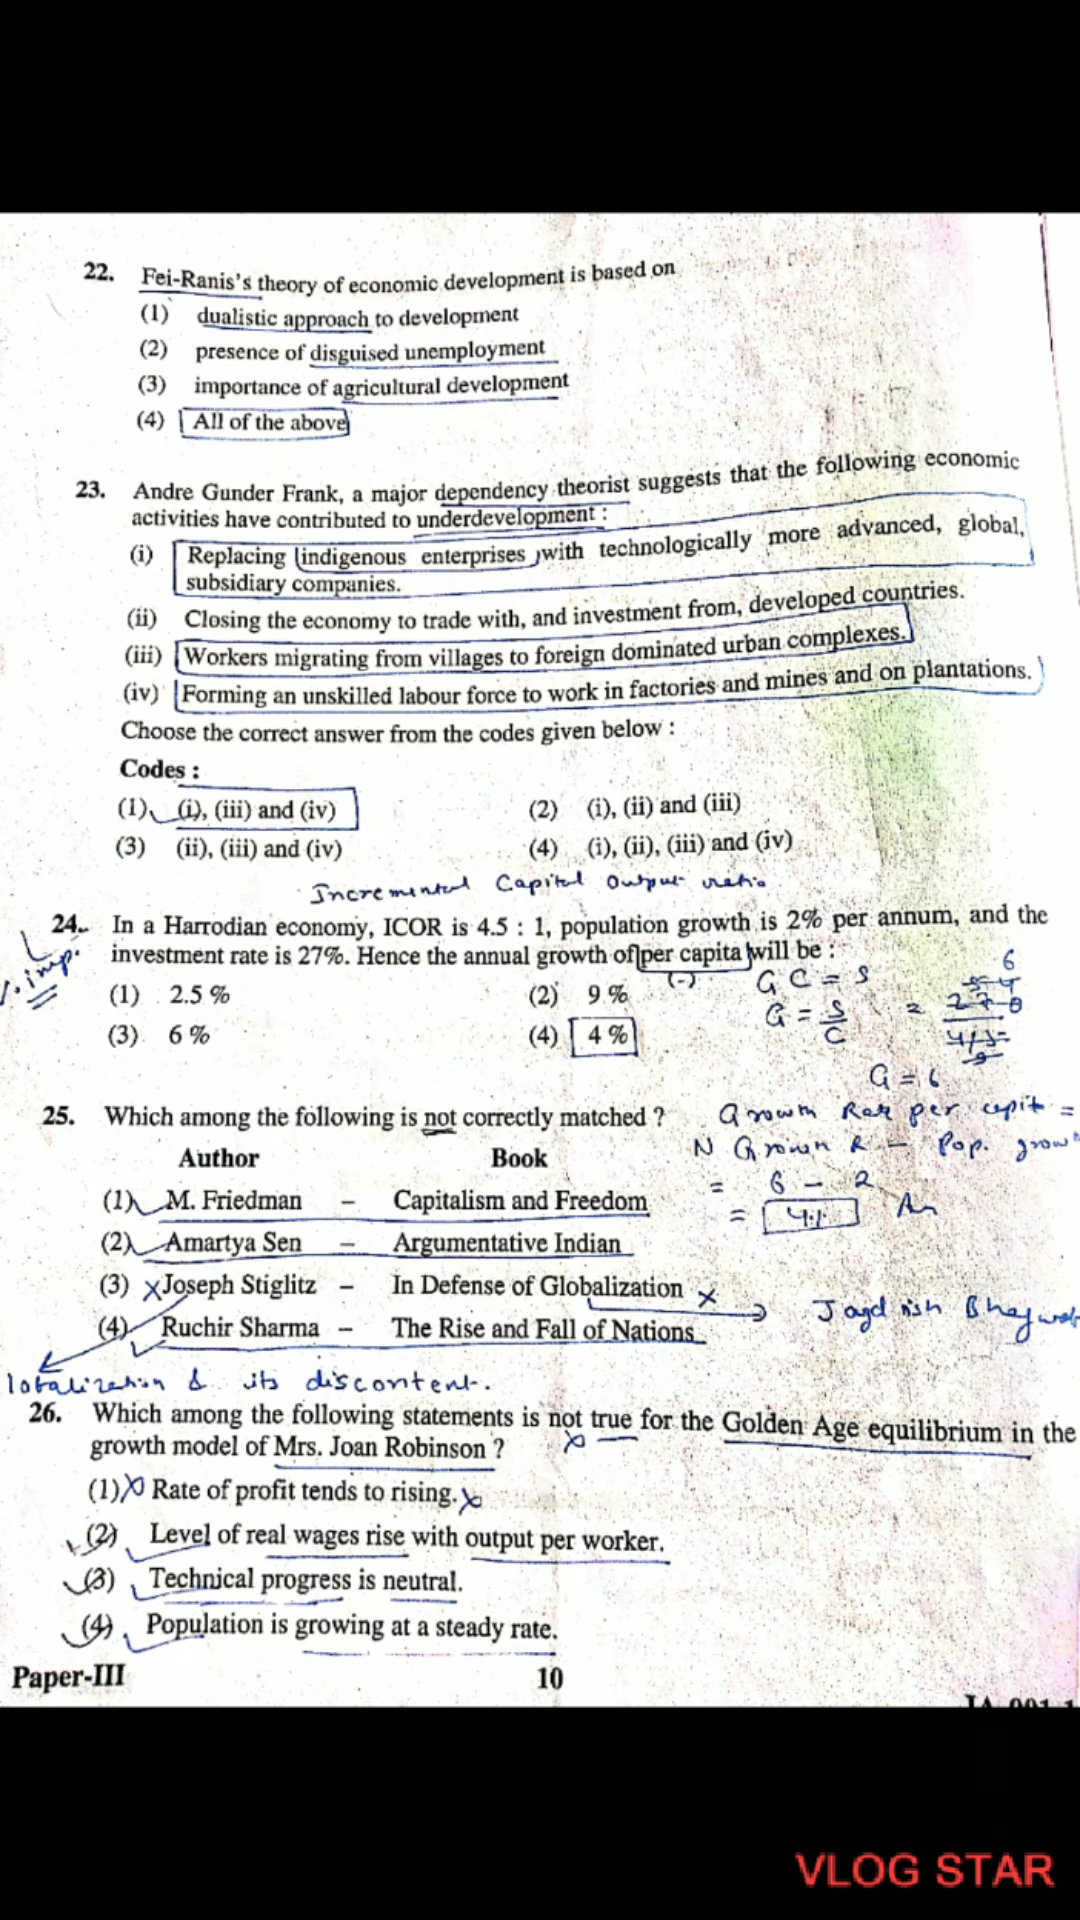 22. Fei-Ranis's theory of economic development is based on
(1) dualistic approach to development
(2) presence of disguised unemployment
(3) importance of agricultural development
(4) All of the above
23. Andre Gunder Frank, a major dependency theorist suggests that the following economic
activities have contributed to underdevelopment :
(i) Replacing indigenous enterprises with technologically more advanced, global,
subsidiary companies.
(ii) Closing the economy to trade with, and investment from, developed countries.
(iii) Workers migrating from villages to foreign dominated urban complexes.
(iv) Forming an unskilled labour force to work in factories and mines and on plantations.
Choose the correct answer from the codes given below :
Codes :
(1) (i), (iii) and (iv) (2) (i), (ii) and (iii)
(3) (ii), (iii) and (iv) (4) (i), (ii), (iii) and (iv)
Incremental Capital Output ratio
24. In a Harrodian economy, ICOR is 4.5 : 1, population growth is 2% per annum, and the
imp. investment rate is 27%. Hence the annual growth of per capita will be :
(1) 2.5 % (2) 9 % (-) G C = S
(3) 6 % (4) 4 % G = S/C
G = 6
25. Which among the following is not correctly matched ? Growth Rate per capita =
Author Book N Grown R - Pop. grow
(1) M. Friedman – Capitalism and Freedom = 6 - 2
= 4% An
(2) Amartya Sen – Argumentative Indian
(3) Joseph Stiglitz – In Defense of Globalization x Jagdish Bhagwat
(4) Ruchir Sharma – The Rise and Fall of Nations
lobalization & its discontent.
26. Which among the following statements is not true for the Golden Age equilibrium in the
growth model of Mrs. Joan Robinson ?
(1) Rate of profit tends to rising.
(2) Level of real wages rise with output per worker.
(3) Technical progress is neutral.
(4) Population is growing at a steady rate.
Paper-III 10
VLOG STAR